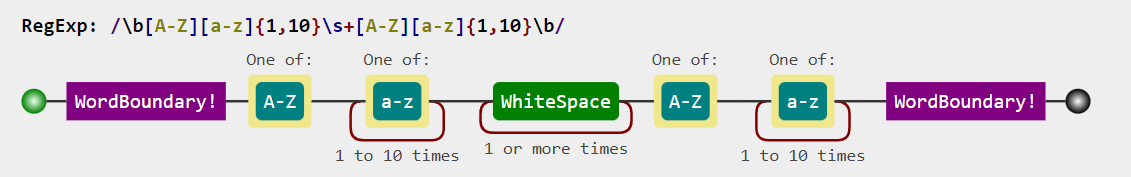 RegExp: /\b[A-Z][a-z]{1,10}\s+[A-Z][a-z]{1,10}\b/
One of: One of: One of: One of:
WordBoundary! A-Z a-z WhiteSpace A-Z a-z WordBoundary!
1 to 10 times 1 or more times 1 to 10 times